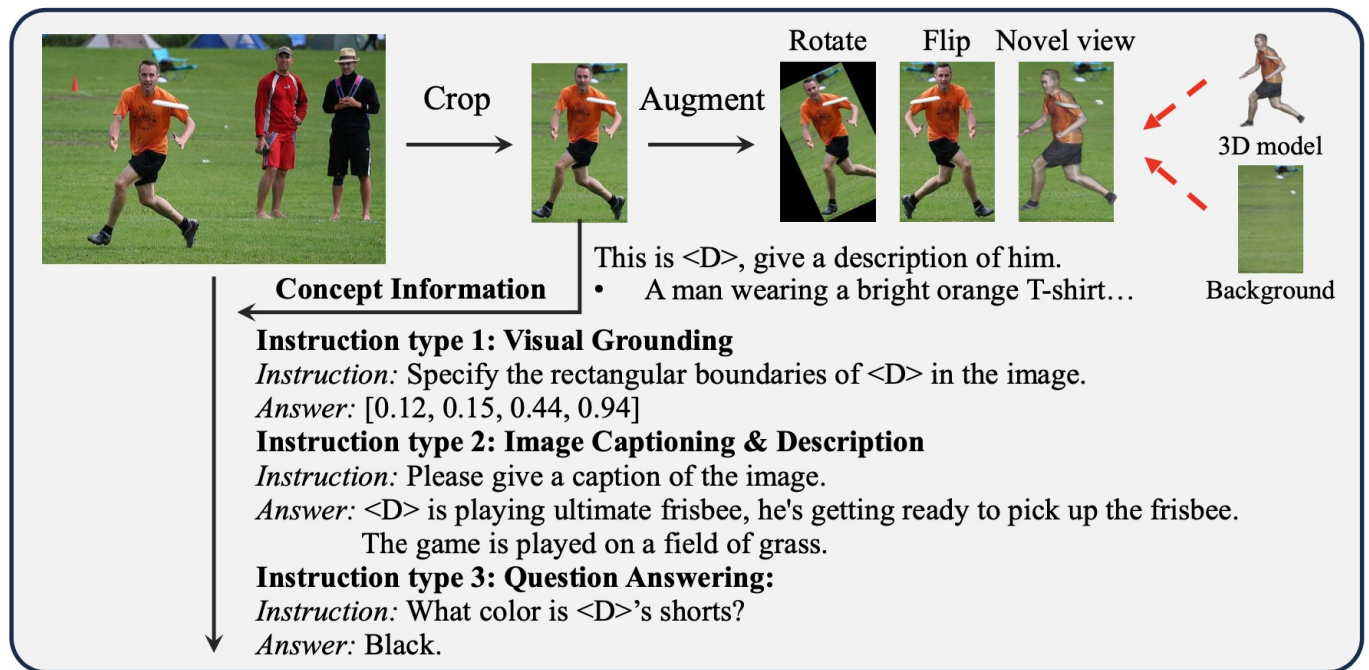 Rotate Flip Novel view
Crop
Augment
3D model
This is <D>, give a description of him.
• A man wearing a bright orange T-shirt…
Background
Concept Information
Instruction type 1: Visual Grounding
Instruction: Specify the rectangular boundaries of <D> in the image.
Answer: [0.12, 0.15, 0.44, 0.94]
Instruction type 2: Image Captioning & Description
Instruction: Please give a caption of the image.
Answer: <D> is playing ultimate frisbee, he's getting ready to pick up the frisbee.
The game is played on a field of grass.
Instruction type 3: Question Answering:
Instruction: What color is <D>’s shorts?
Answer: Black.